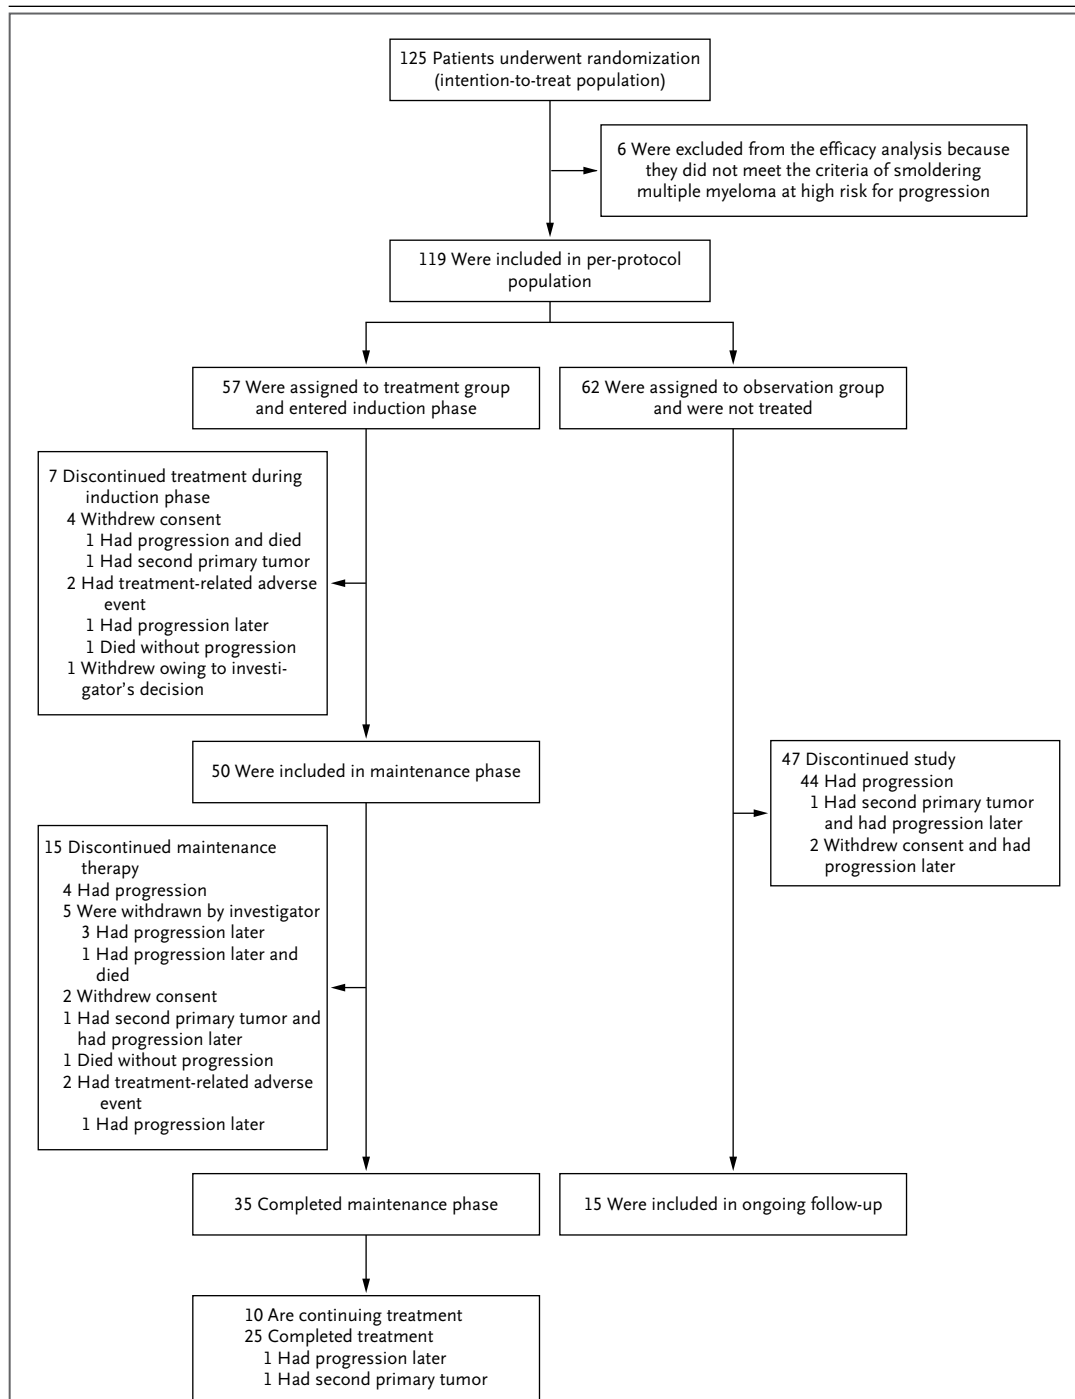 125 Patients underwent randomization
(intention-to-treat population)
6 Were excluded from the efficacy analysis because
they did not meet the criteria of smoldering
multiple myeloma at high risk for progression
119 Were included in per-protocol
population
57 Were assigned to treatment group
and entered induction phase
62 Were assigned to observation group
and were not treated
7 Discontinued treatment during
induction phase
4 Withdrew consent
1 Had progression and died
1 Had second primary tumor
2 Had treatment-related adverse
event
1 Had progression later
1 Died without progression
1 Withdrew owing to investi-
gator's decision
50 Were included in maintenance phase
47 Discontinued study
44 Had progression
1 Had second primary tumor
and had progression later
2 Withdrew consent and had
progression later
15 Discontinued maintenance
therapy
4 Had progression
5 Were withdrawn by investigator
3 Had progression later
1 Had progression later and
died
2 Withdrew consent
1 Had second primary tumor and
had progression later
1 Died without progression
2 Had treatment-related adverse
event
1 Had progression later
35 Completed maintenance phase
15 Were included in ongoing follow-up
10 Are continuing treatment
25 Completed treatment
1 Had progression later
1 Had second primary tumor